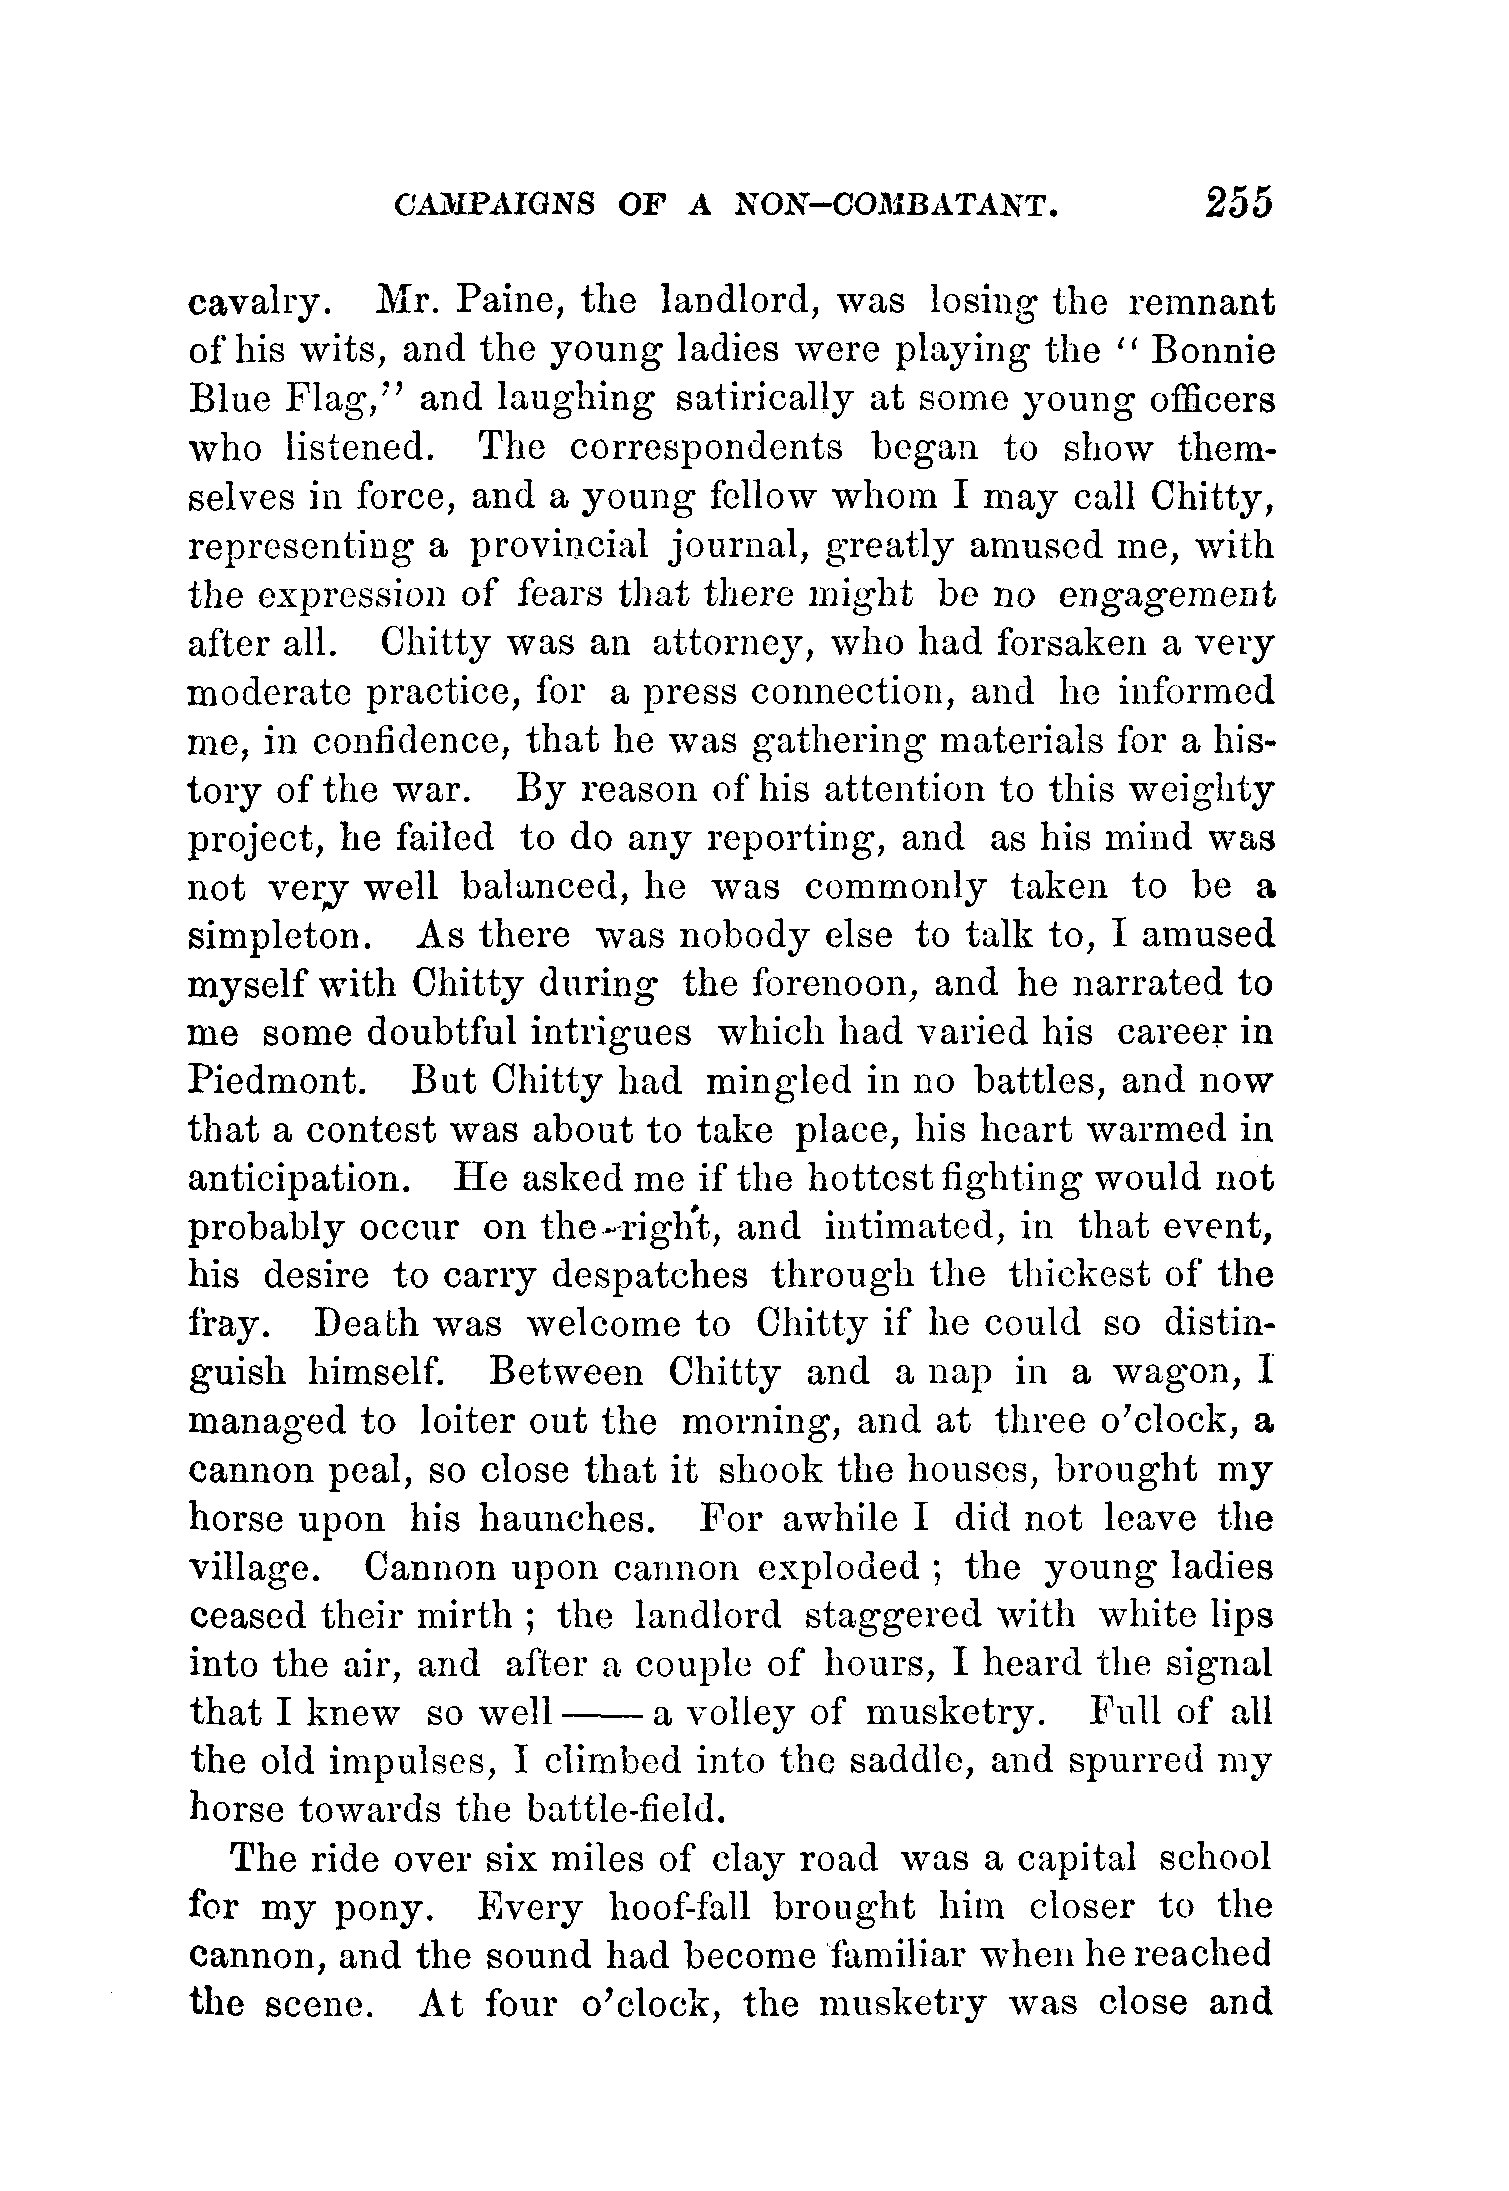 CAMPAIGNS OF A NON-COMBATANT. 255
cavalry. Mr. Paine, the landlord, was losing the remnant
of his wits, and the young ladies were playing the “ Bonnie
Blue Flag,” and laughing satirically at some young officers
who listened. The correspondents began to show them-
selves in force, and a young fellow whom I may call Chitty,
representing a provincial journal, greatly amused me, with
the expression of fears that there might be no engagement
after all. Chitty was an attorney, who had forsaken a very
moderate practice, for a press connection, and he informed
me, in confidence, that he was gathering materials for a his-
tory of the war. By reason of his attention to this weighty
project, he failed to do any reporting, and as his mind was
not very well balanced, he was commonly taken to be a
simpleton. As there was nobody else to talk to, I amused
myself with Chitty during the forenoon, and he narrated to
me some doubtful intrigues which had varied his career in
Piedmont. But Chitty had mingled in no battles, and now
that a contest was about to take place, his heart warmed in
anticipation. He asked me if the hottest fighting would not
probably occur on the right, and intimated, in that event,
his desire to carry despatches through the thickest of the
fray. Death was welcome to Chitty if he could so distin-
guish himself. Between Chitty and a nap in a wagon, I
managed to loiter out the morning, and at three o’clock, a
cannon peal, so close that it shook the houses, brought my
horse upon his haunches. For awhile I did not leave the
village. Cannon upon cannon exploded ; the young ladies
ceased their mirth ; the landlord staggered with white lips
into the air, and after a couple of hours, I heard the signal
that I knew so well —— a volley of musketry. Full of all
the old impulses, I climbed into the saddle, and spurred my
horse towards the battle-field.
The ride over six miles of clay road was a capital school
for my pony. Every hoof-fall brought him closer to the
cannon, and the sound had become familiar when he reached
the scene. At four o’clock, the musketry was close and